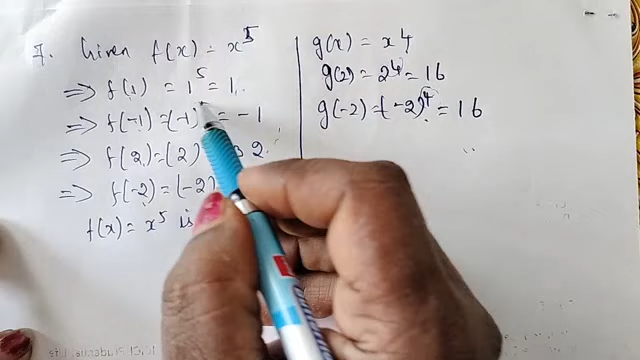 7. Given f(x) = x^5
⇒ f(1) = 1^5 = 1.
⇒ f(-1) = (-1) = -1
⇒ f(2) = (2) 2.
⇒ f(-2) = (-2)
f(x) = x^5 is
g(x) = x^4
g(2) = 2^4 = 16
g(-2) = (-2)^4 = 16